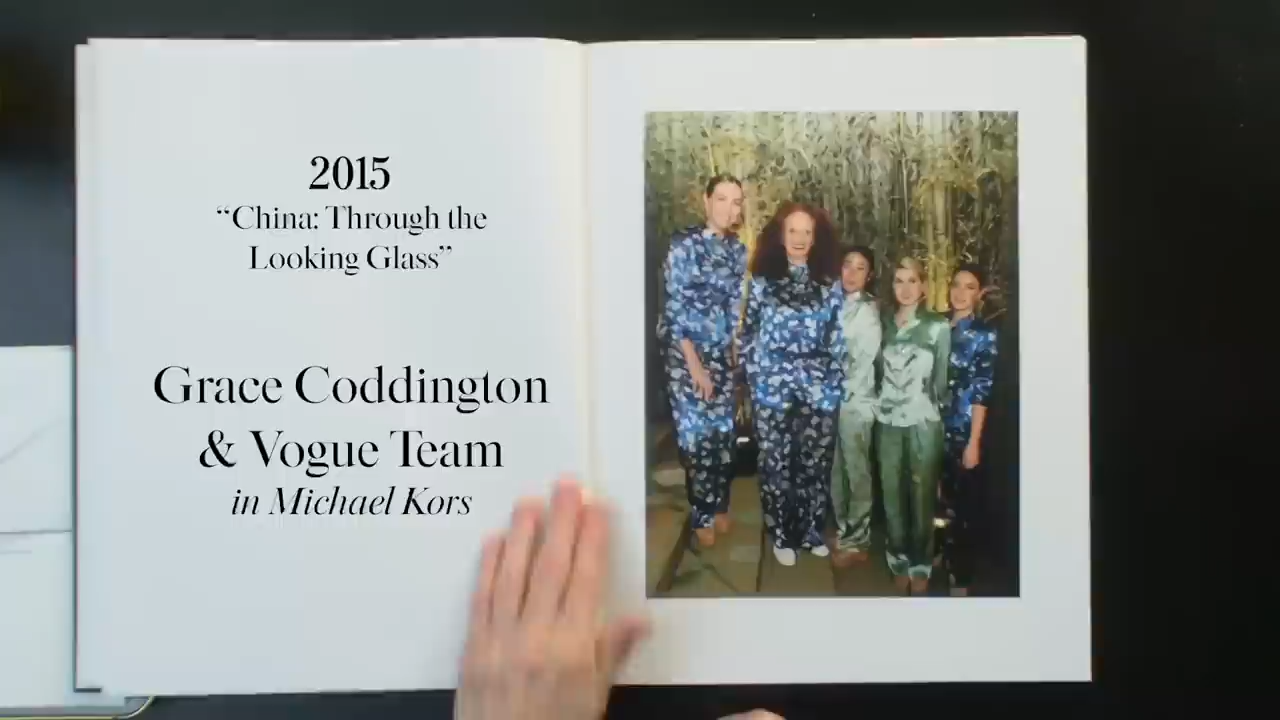 2015
“China: Through the
Looking Glass”
Grace Coddington
& Vogue Team
in Michael Kors